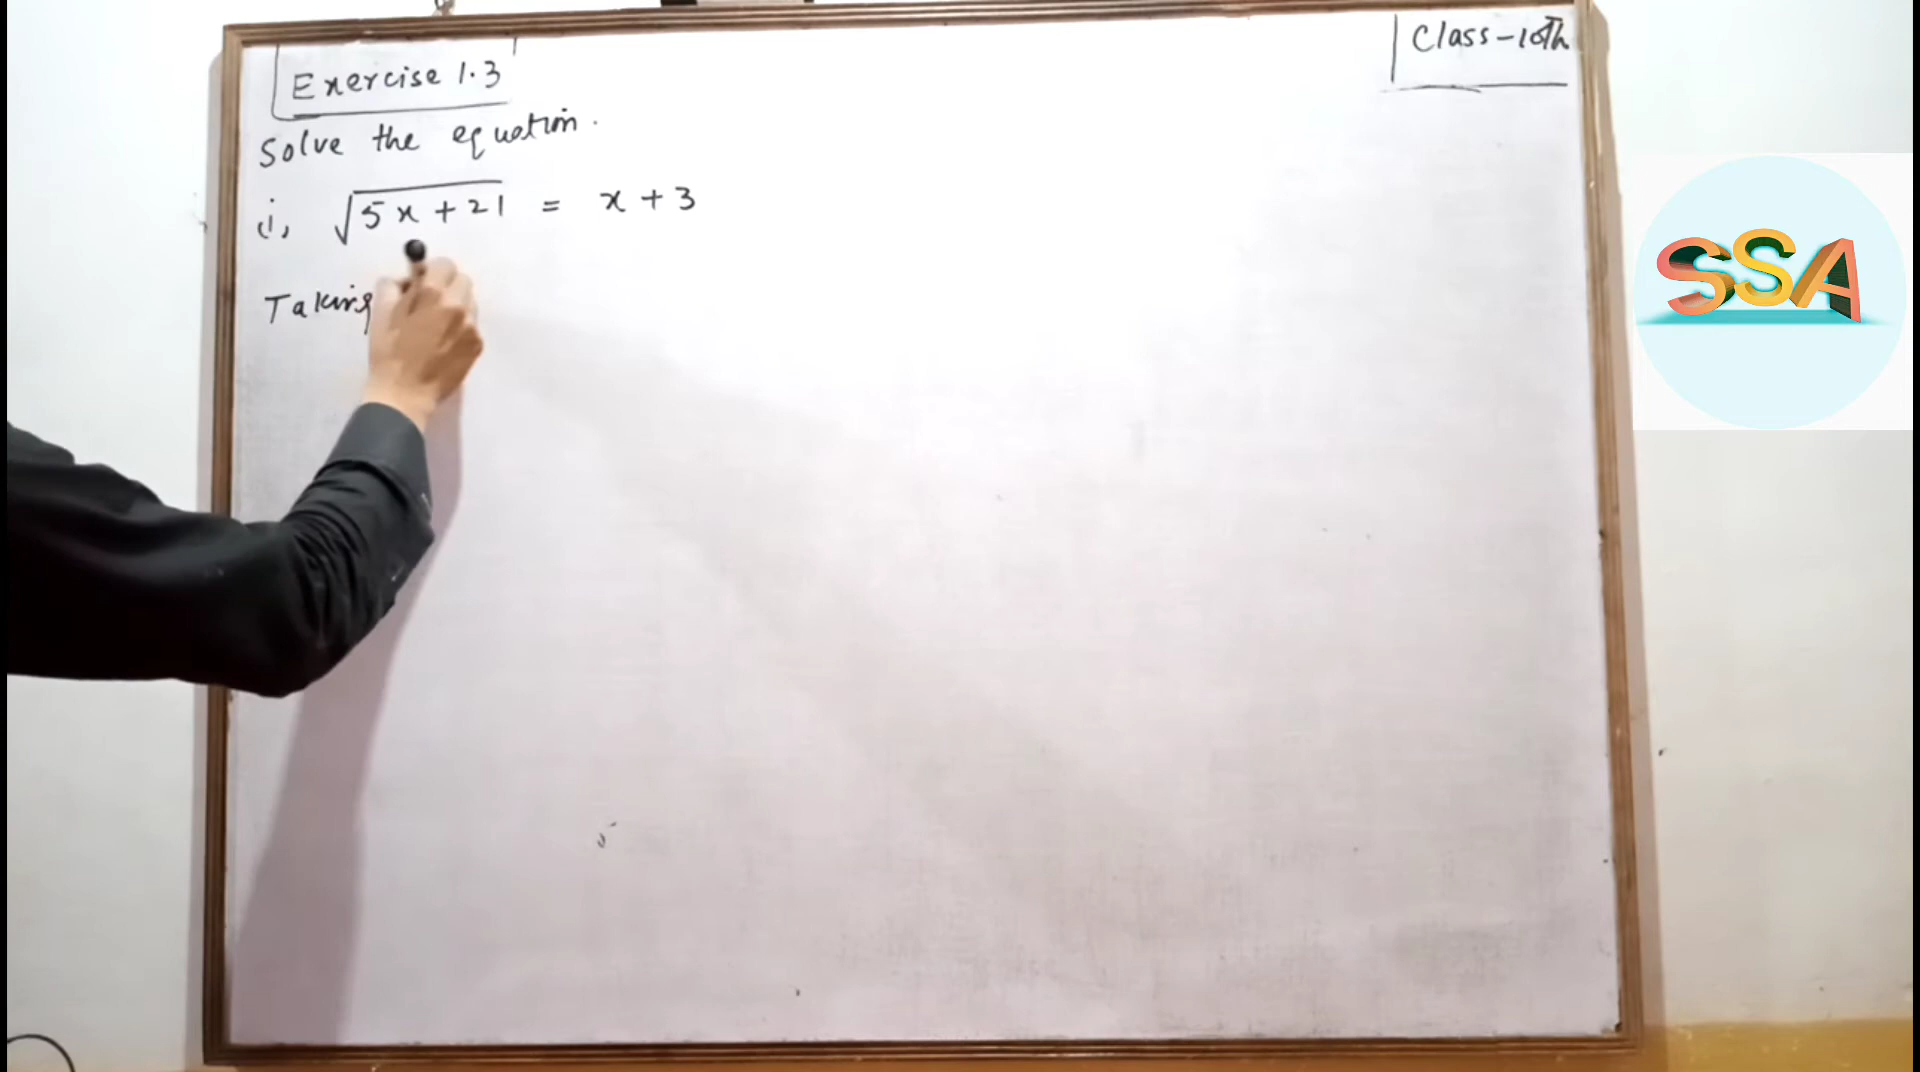 Exercise 1.3
Class-10th
Solve the equation.
(i, √5x+21 = x+3
Taking
SSA